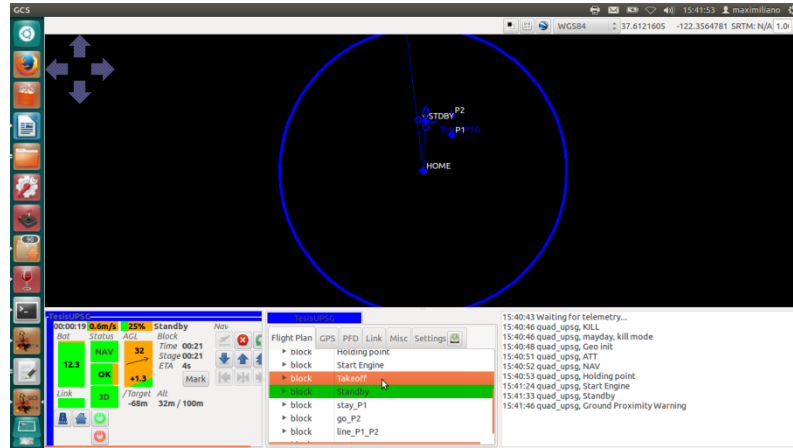 GCS
15:41:53 maximiliano
WGS84 37.6121605 -122.3564781 SRTM: N/A 1.0
STDBY P2
P1
HOME
TesisUPSG
00:00:19 0.6m/s 25% Standby Nav
Bat Status AGL Block
Time 00:21
NAV 32 Stage 00:21
ETA 4s
12.3
OK
+1.3 Mark
Link 3D /Target Alt
-68m 32m / 100m
TesisUPSG
Flight Plan GPS PFD Link Misc Settings
block Holding point
block Start Engine
block Takeoff
block Standby
block stay_P1
block go_P2
block line_P1_P2
15:40:43 Waiting for telemetry...
15:40:46 quad_upsg, KILL
15:40:46 quad_upsg, mayday, kill mode
15:40:48 quad_upsg, Geo init
15:40:51 quad_upsg, ATT
15:40:52 quad_upsg, NAV
15:40:53 quad_upsg, Holding point
15:41:24 quad_upsg, Start Engine
15:41:33 quad_upsg, Standby
15:41:46 quad_upsg, Ground Proximity Warning